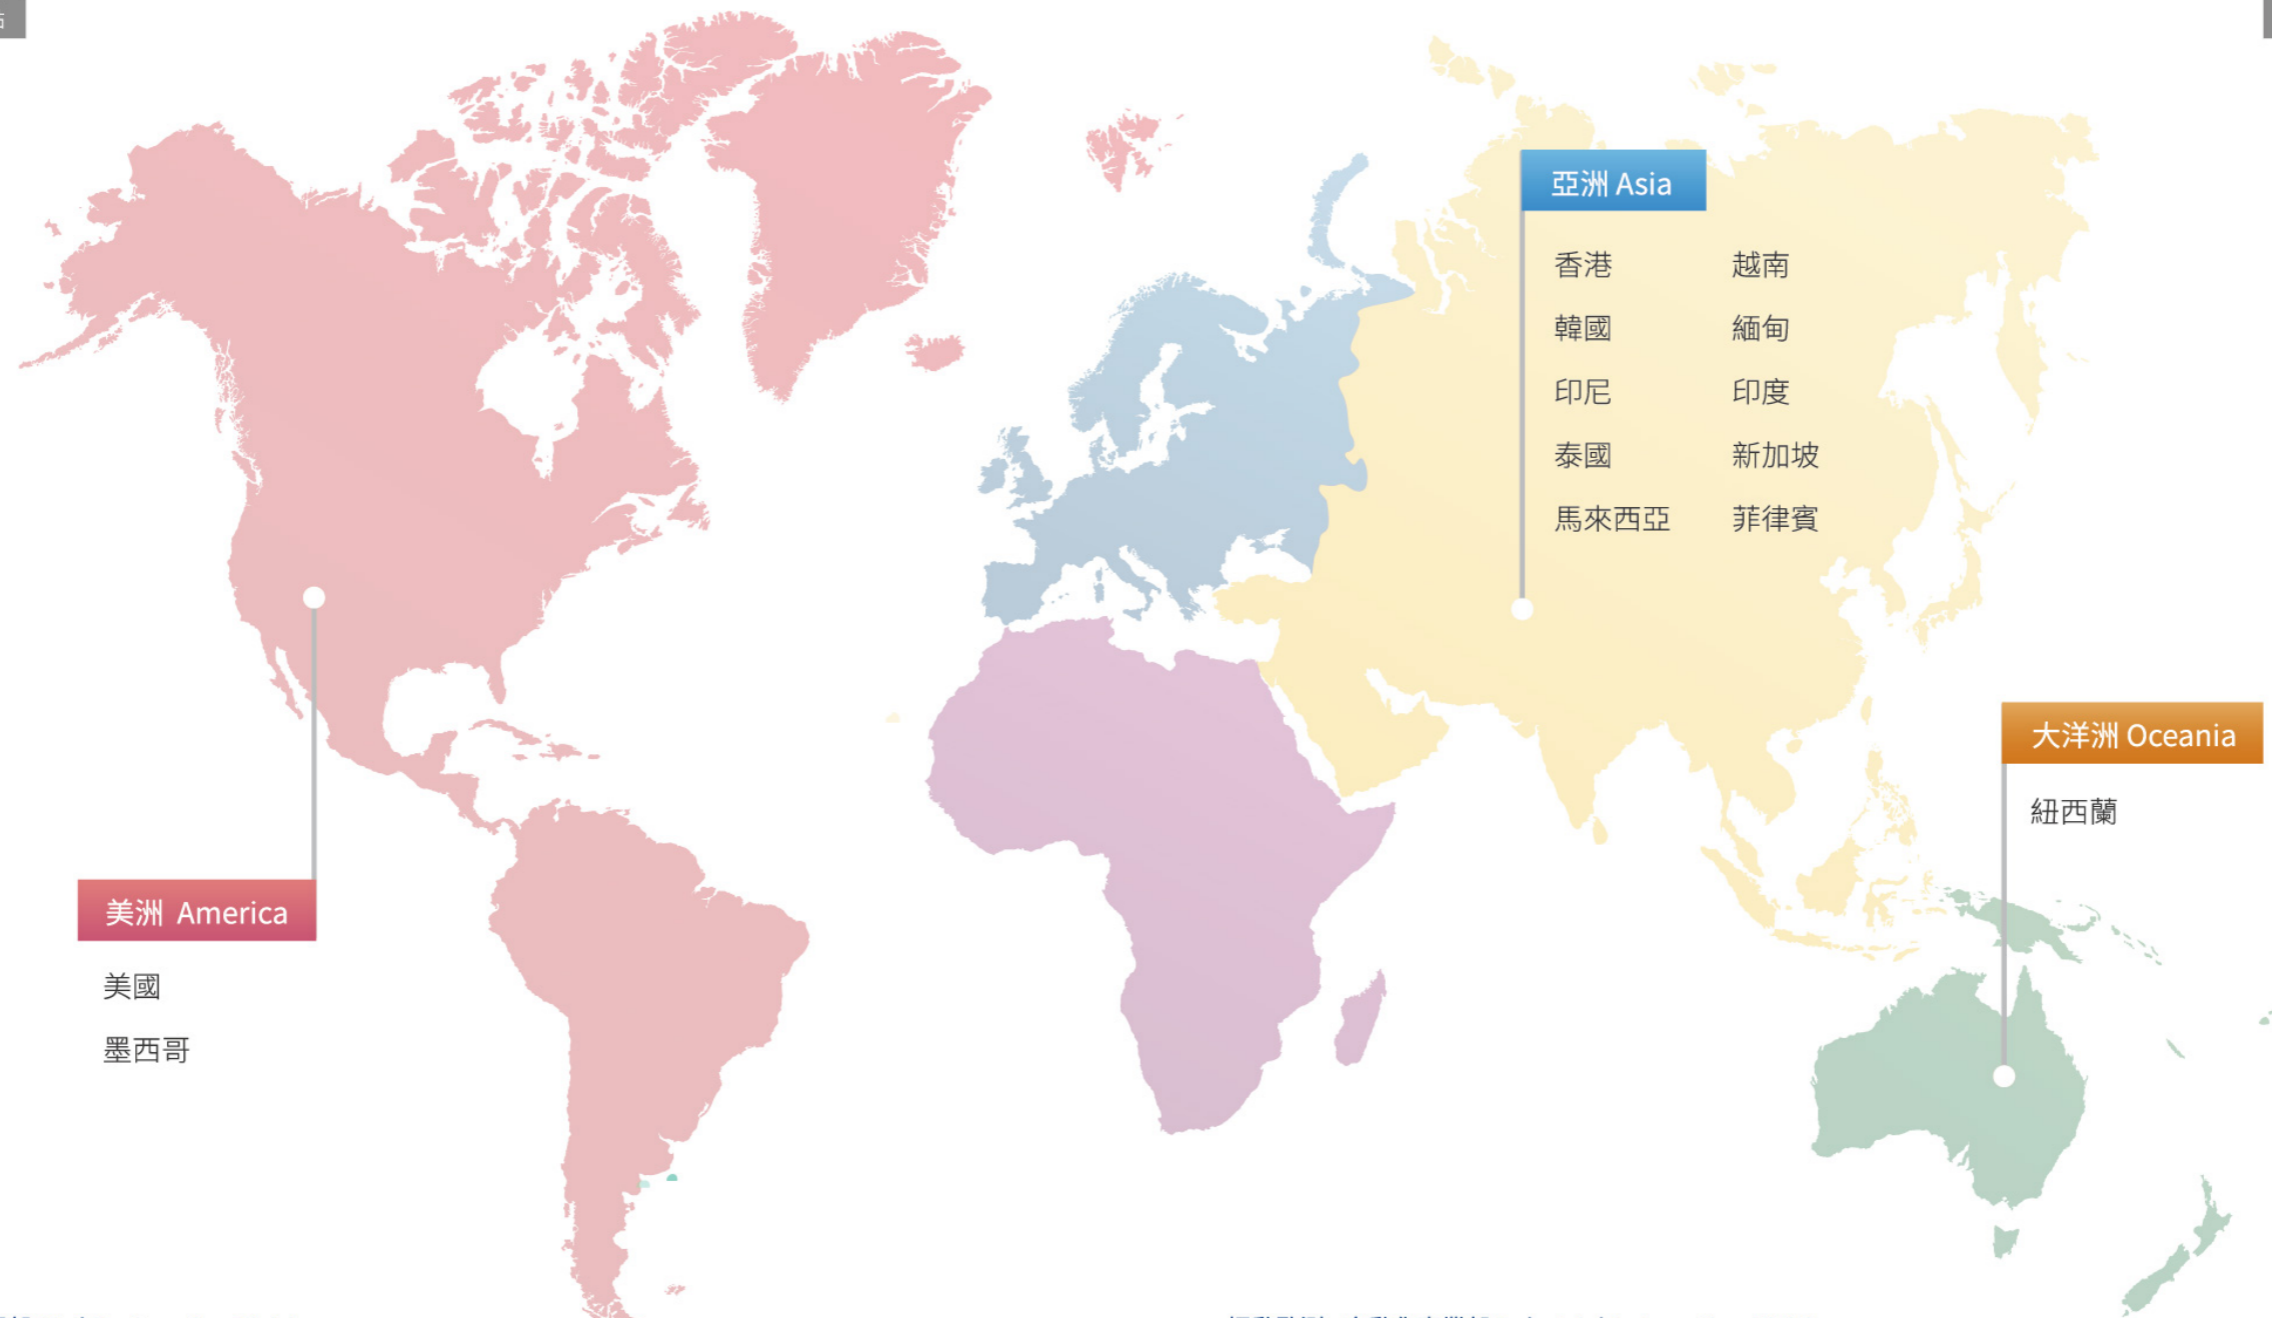 亞洲 Asia
香港 越南
韓國 緬甸
印尼 印度
泰國 新加坡
馬來西亞 菲律賓
大洋洲 Oceania
紐西蘭
美洲 America
美國
墨西哥